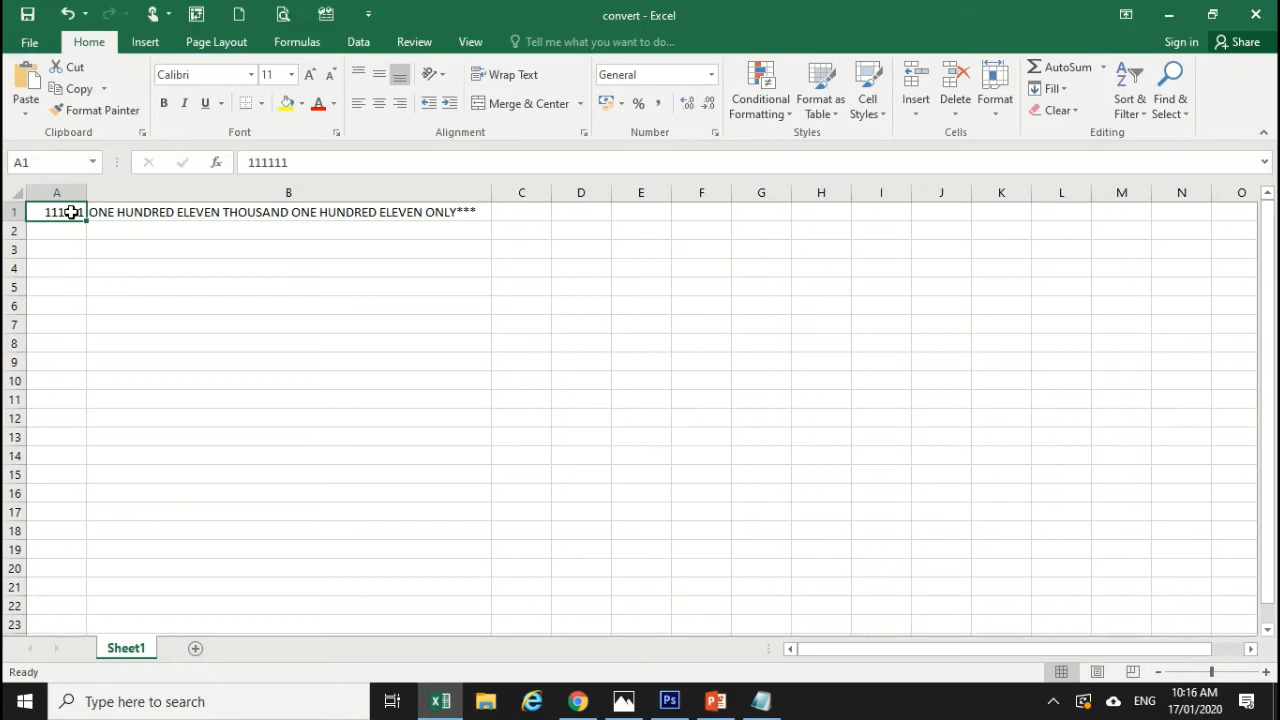 convert - Excel
File Home Insert Page Layout Formulas Data Review View Tell me what you want to do... Sign in Share
Cut
Copy
Format Painter
Paste
Calibri 11
B I U
Wrap Text
Merge & Center
General
% ,
Conditional Formatting
Format as Table
Cell Styles
Insert Delete Format
AutoSum
Fill
Clear
Sort & Filter
Find & Select
Clipboard Font Alignment Number Styles Cells Editing
A1 fx 111111
A B C D E F G H I J K L M N O
1 ONE HUNDRED ELEVEN THOUSAND ONE HUNDRED ELEVEN ONLY***
2
3
4
5
6
7
8
9
10
11
12
13
14
15
16
17
18
19
20
21
22
23
Sheet1
Ready
Type here to search
ENG
10:16 AM
17/01/2020